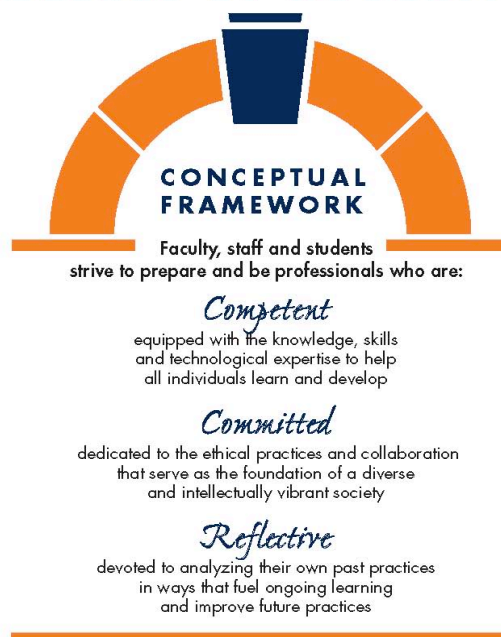 CONCEPTUAL
FRAMEWORK
Faculty, staff and students
strive to prepare and be professionals who are:
Competent
equipped with the knowledge, skills
and technological expertise to help
all individuals learn and develop
Committed
dedicated to the ethical practices and collaboration
that serve as the foundation of a diverse
and intellectually vibrant society
Reflective
devoted to analyzing their own past practices
in ways that fuel ongoing learning
and improve future practices